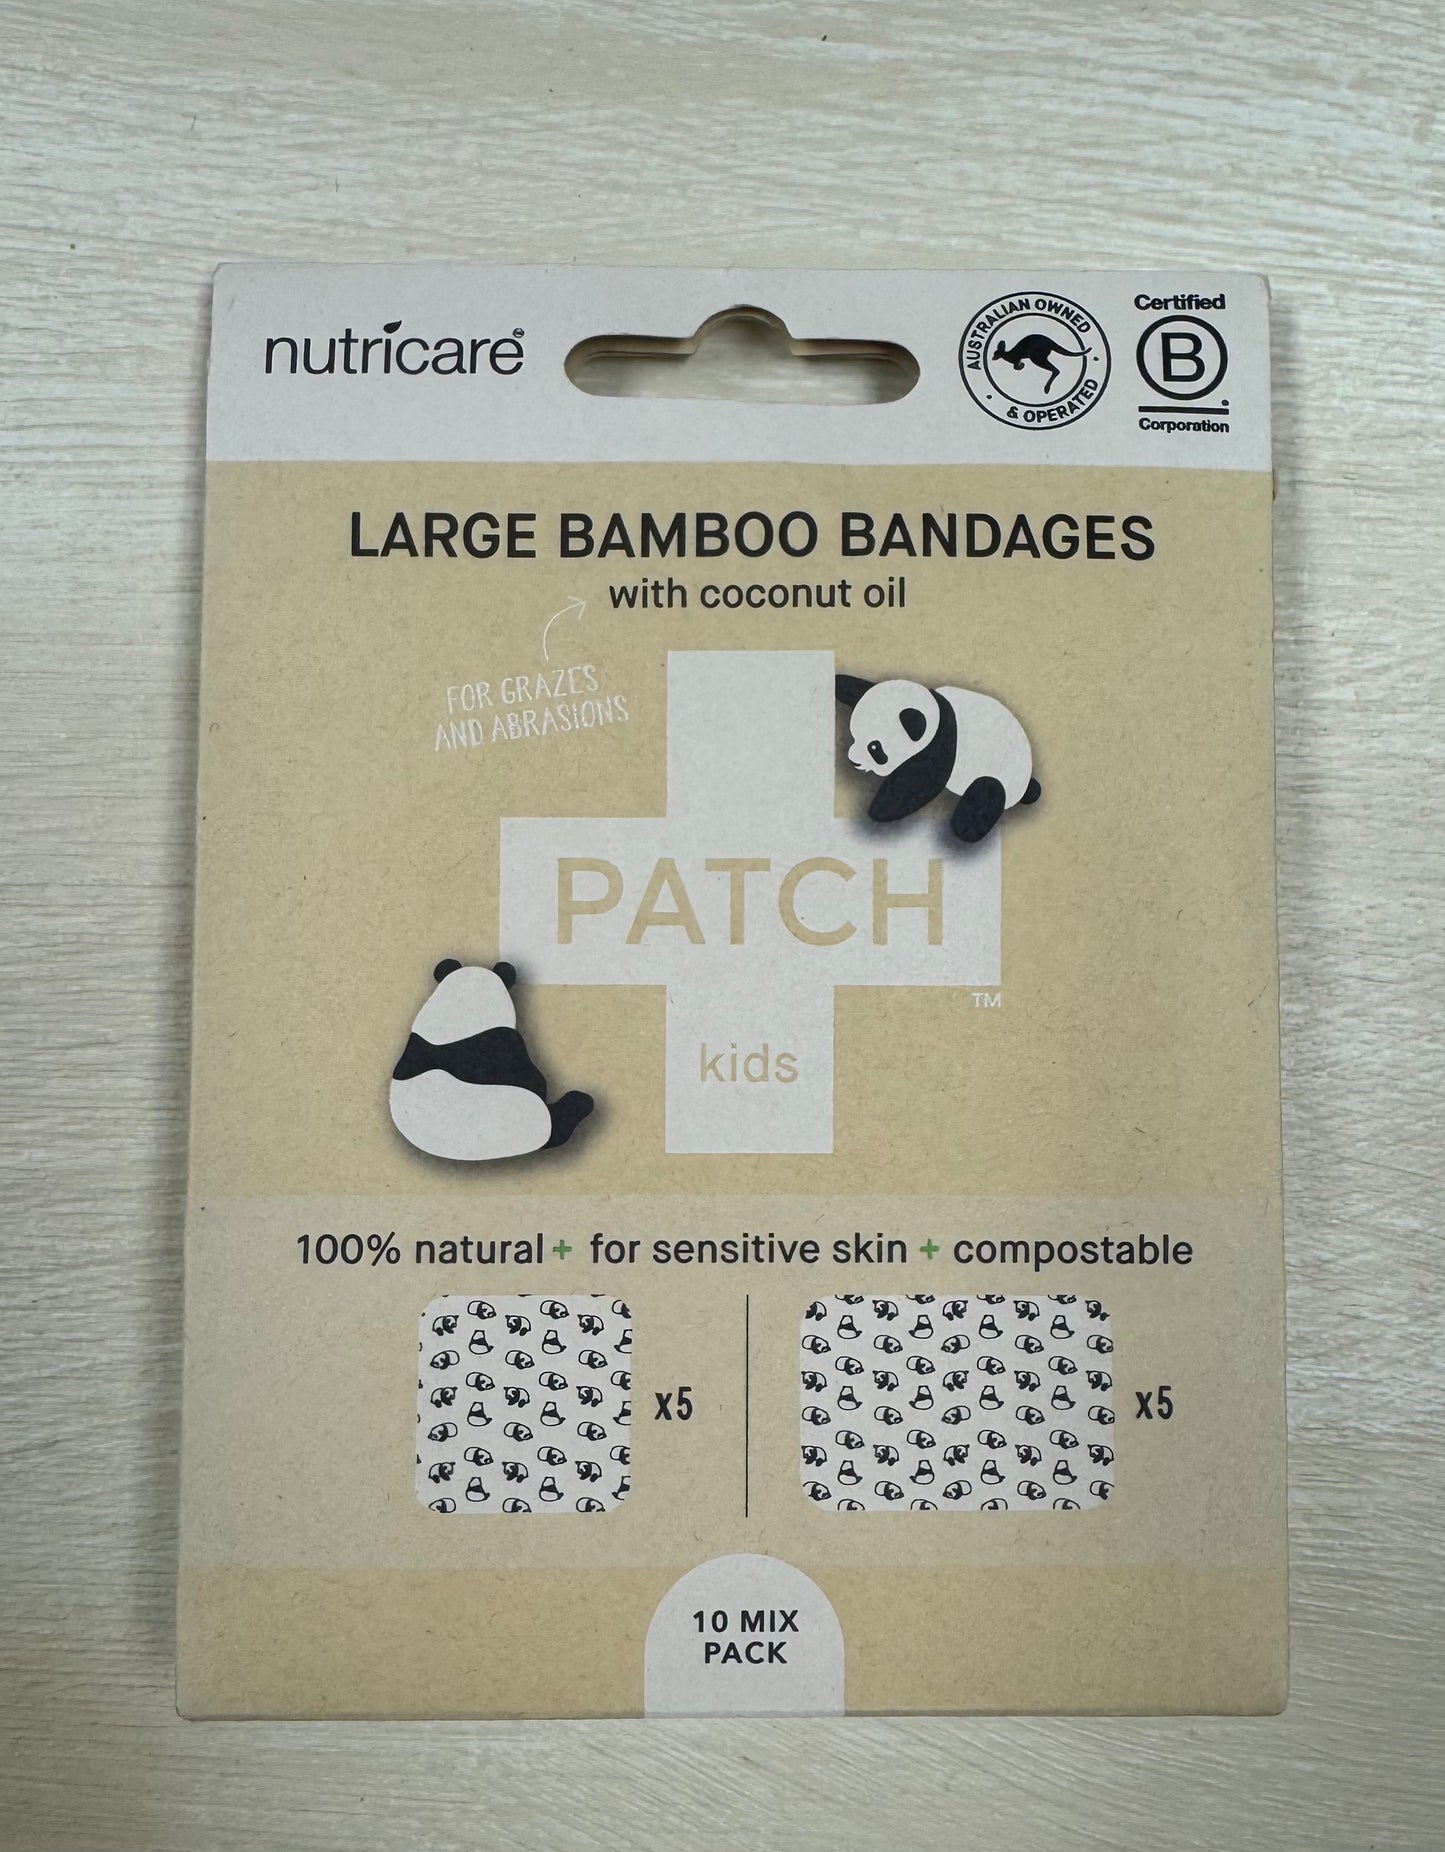 nutricare™
AUSTRALIAN OWNED
& OPERATED
Certified
B
Corporation
LARGE BAMBOO BANDAGES
with coconut oil
FOR GRAZES
AND ABRASIONS
PATCH
TM
kids
100% natural + for sensitive skin + compostable
x5
x5
10 MIX
PACK